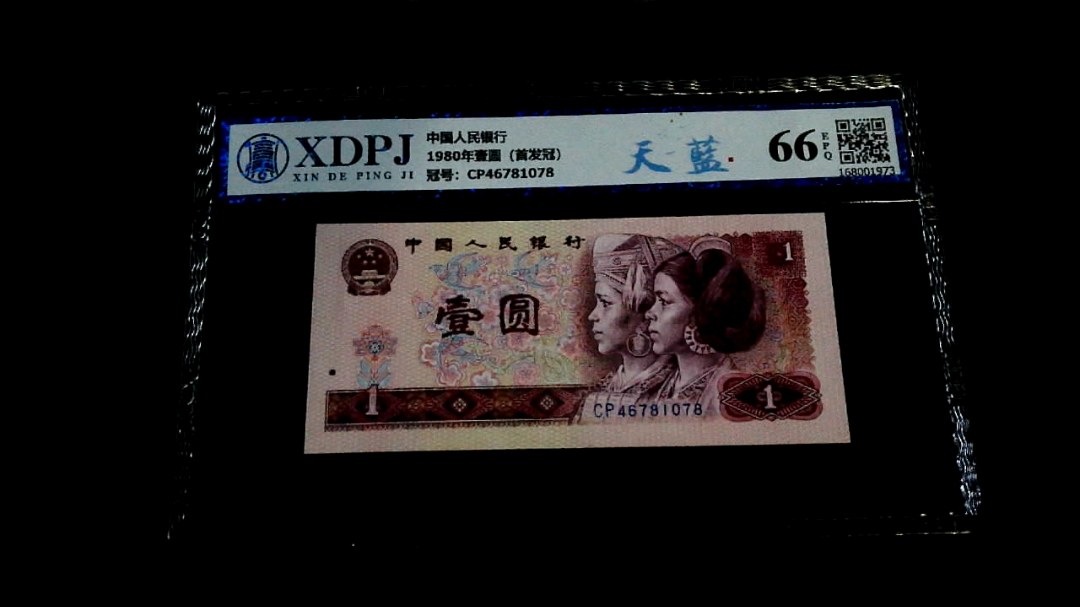 XDPJ
XIN DE PING JI
中国人民银行
1980年壹圆（首发冠）
冠号：CP46781078
天蓝
66
EPQ
168001973
中国人民银行
1
壹圆
1
CP46781078
1